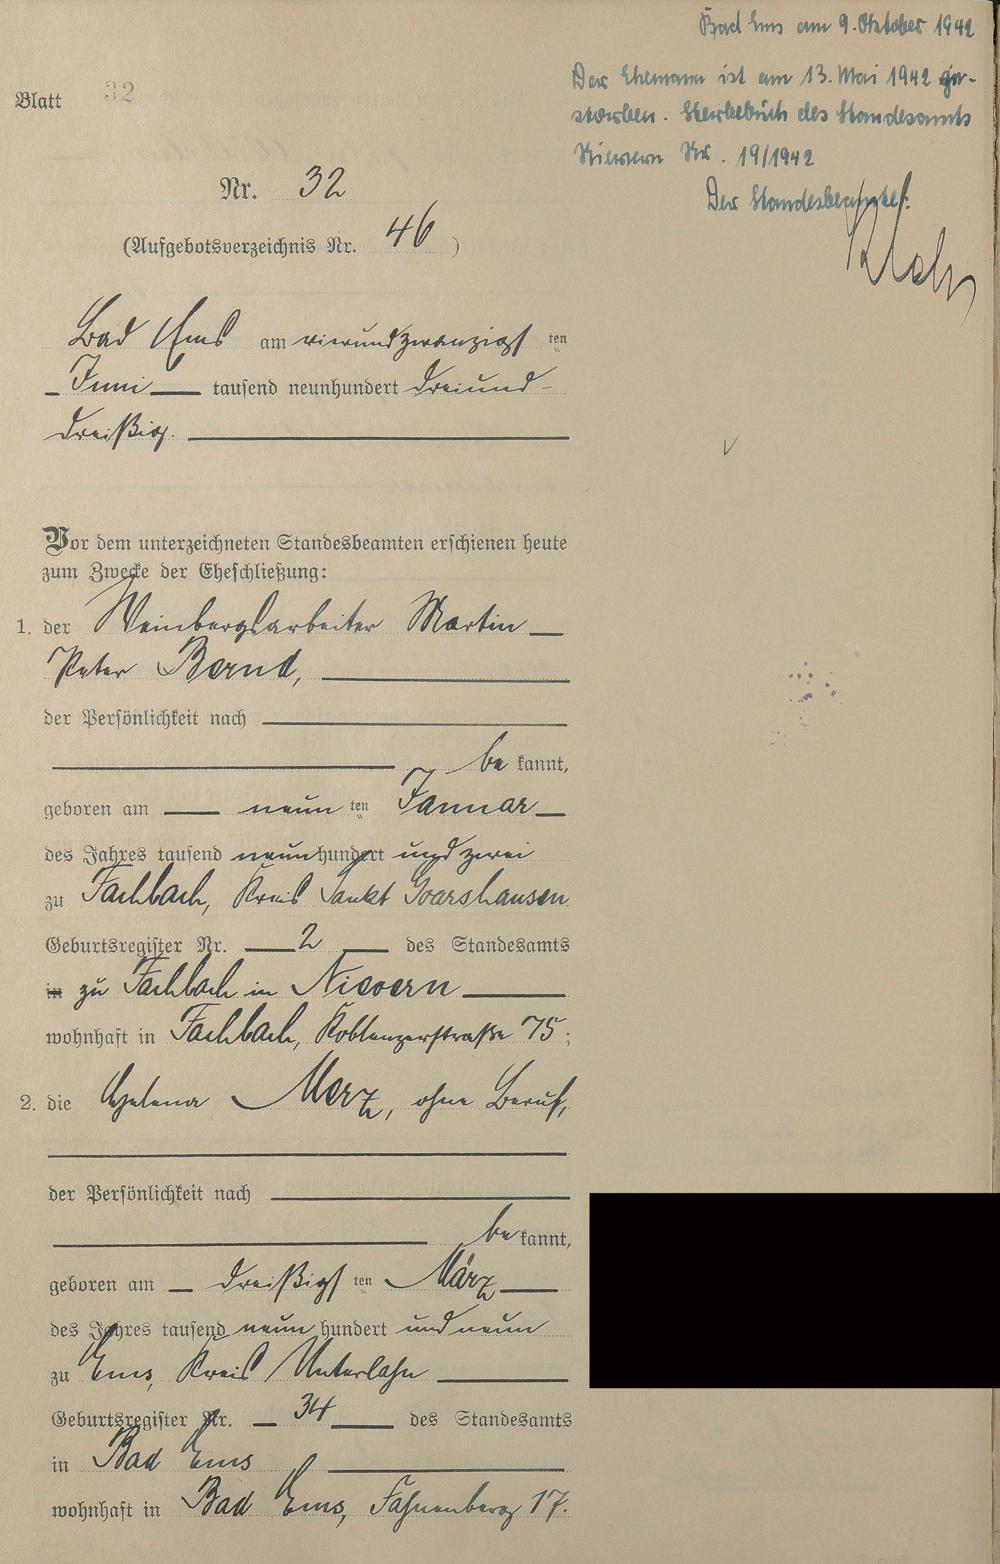 Bad Ems am 9. Oktober 1942
Der Ehemann ist am 13. Mai 1942 ge-
storben. Sterbebuch des Standesamts
Nievern Nr. 19/1942
Der Standesbeamte:
Blatt 32
Nr. 32
(Aufgebotsverzeichnis Nr. 46)
Bad Ems am vierundzwanzigsten
Juni tausend neunhundert dreiund-
dreißig.
Vor dem unterzeichneten Standesbeamten erschienen heute
zum Zwecke der Eheschließung:
1. der Weinbergsarbeiter Martin
Peter Bernd,
der Persönlichkeit nach
bekannt,
geboren am neunten Januar
des Jahres tausend neunhundert und zwei
zu Fachbach, Kreis Sankt Goarshausen
Geburtsregister Nr. 2 des Standesamts
in zu Fachbach in Nievern
wohnhaft in Fachbach, Koblenzerstraße 75;
2. die Helena Merz, ohne Beruf,
der Persönlichkeit nach
bekannt,
geboren am dreißigsten März
des Jahres tausend neunhundert und neun
zu Ems, Kreis Unterlahn
Geburtsregister Nr. 34 des Standesamts
in Bad Ems
wohnhaft in Bad Ems, Fahnenberg 17.